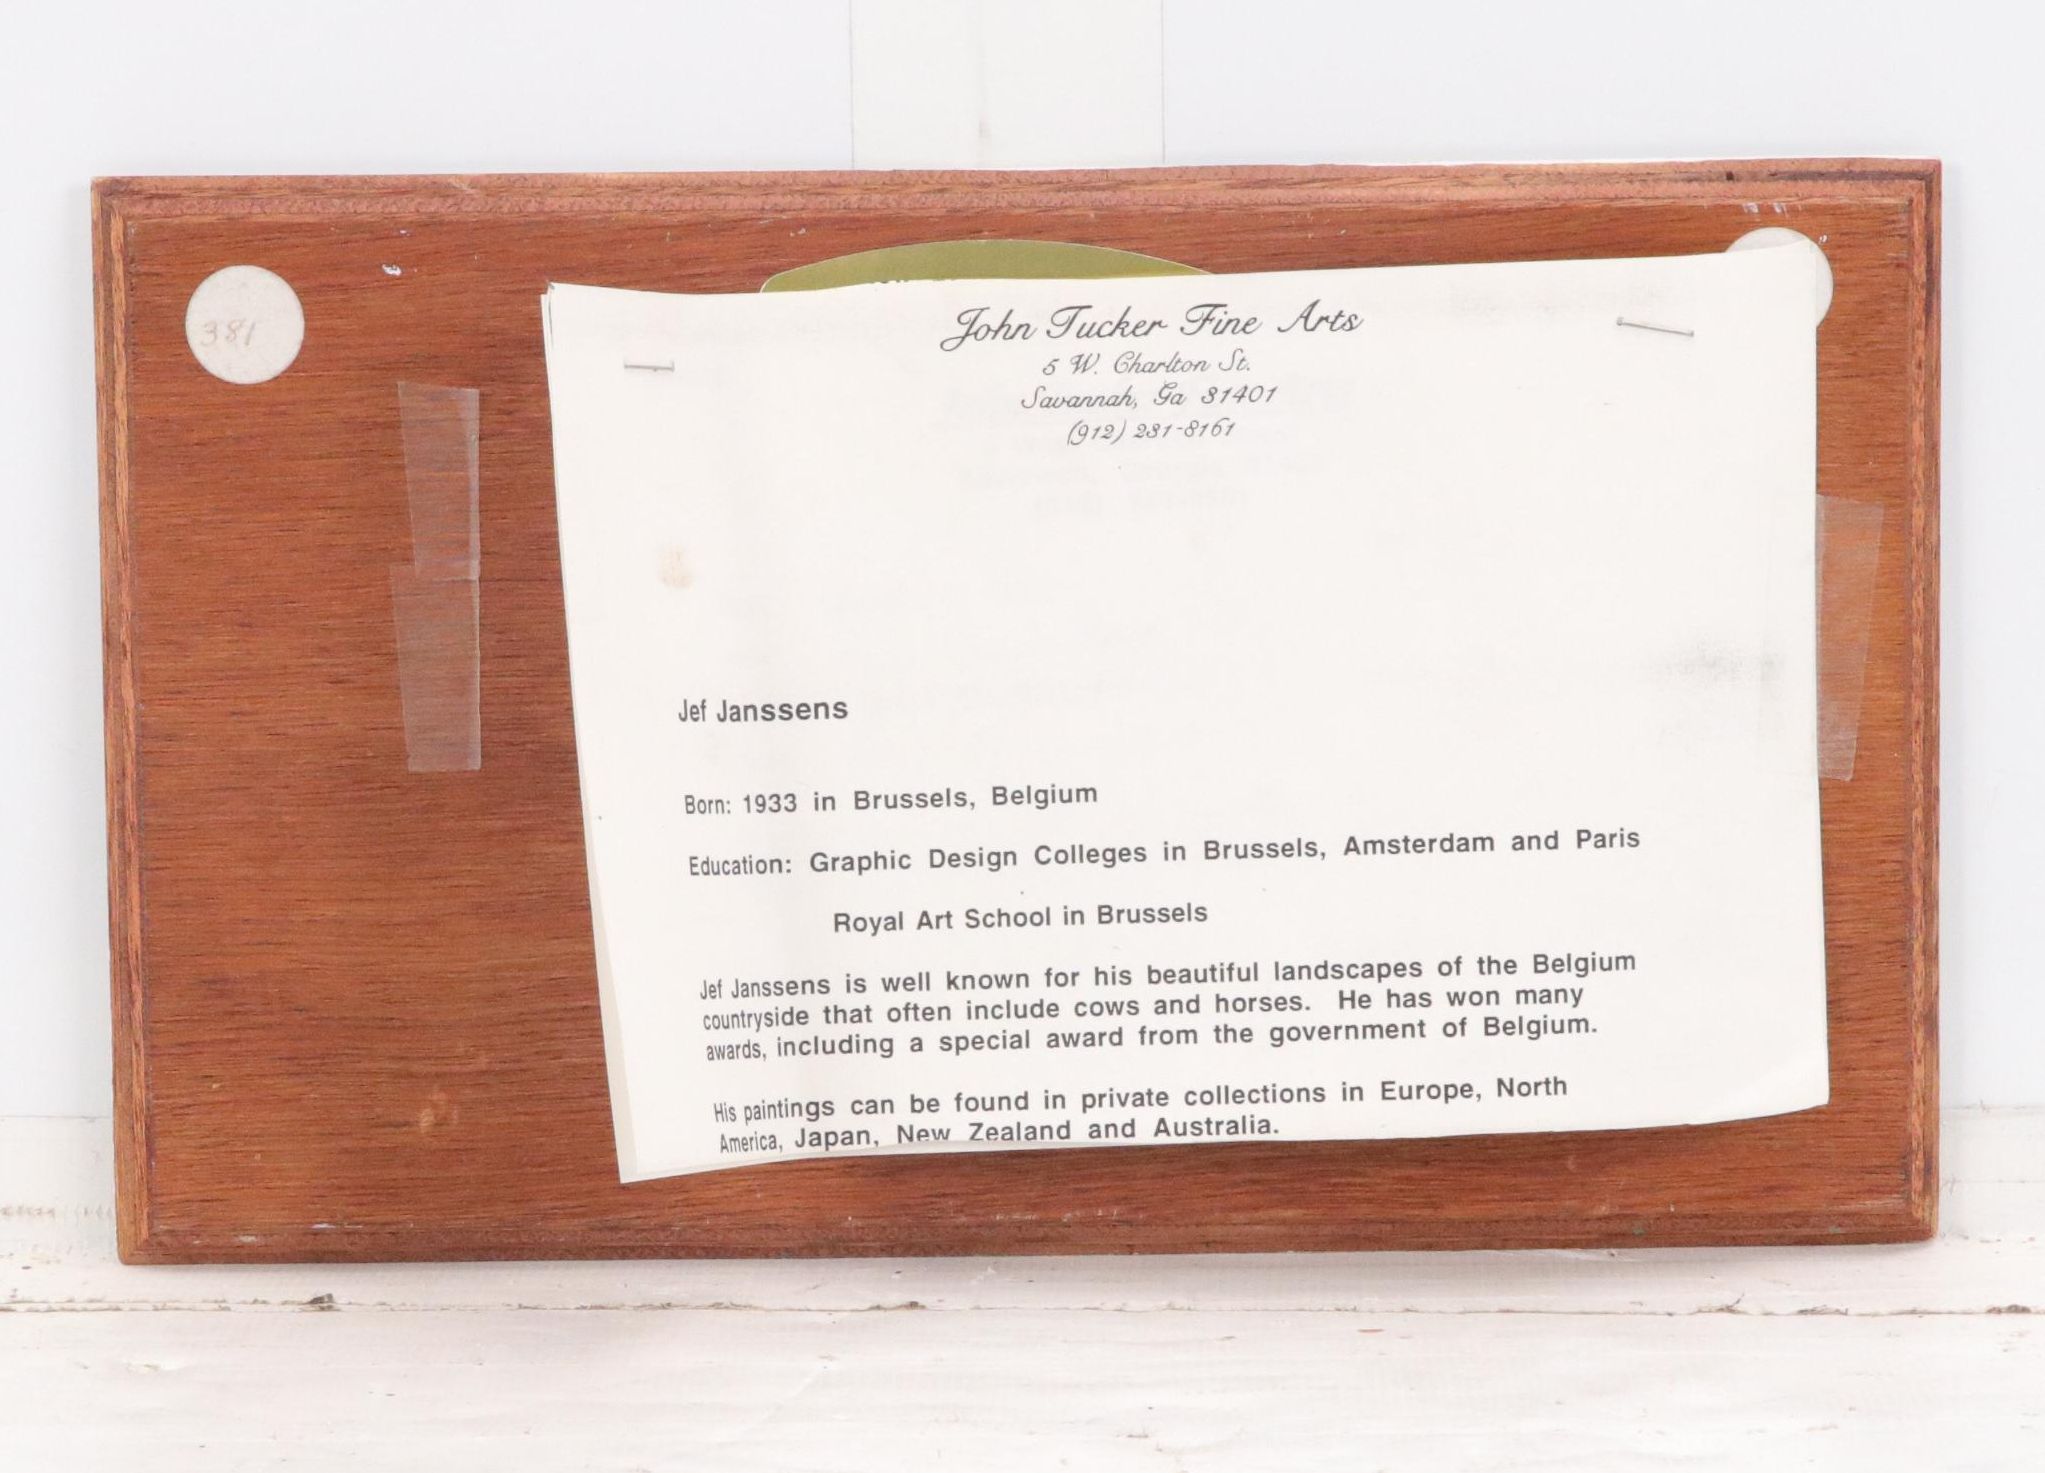 381
John Tucker Fine Arts
5 W. Charlton St.
Savannah, Ga 31401
(912) 231-8161
Jef Janssens
Born: 1933 in Brussels, Belgium
Education: Graphic Design Colleges in Brussels, Amsterdam and Paris
Royal Art School in Brussels
Jef Janssens is well known for his beautiful landscapes of the Belgium
countryside that often include cows and horses. He has won many
awards, including a special award from the government of Belgium.
His paintings can be found in private collections in Europe, North
America, Japan, New Zealand and Australia.